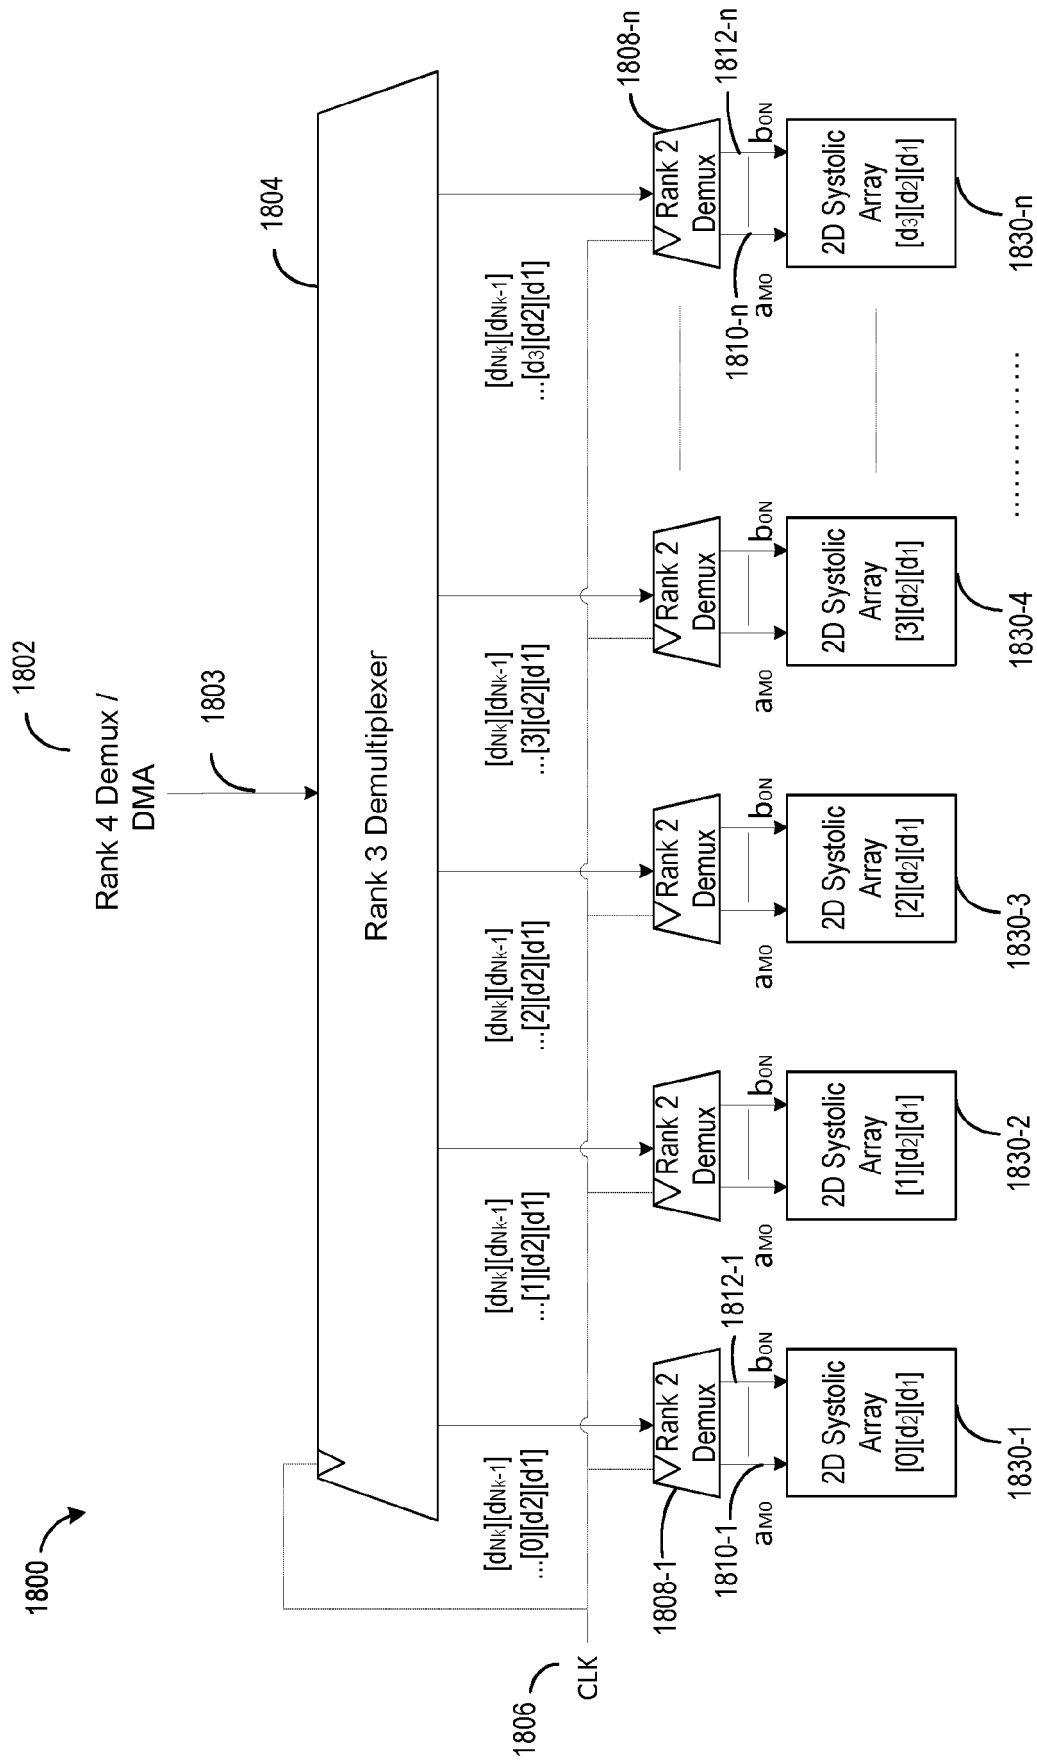 1800
Rank 4 Demux /
DMA
1802
1803
1804
Rank 3 Demultiplexer
1806
CLK
[dNk][dNk-1]
...[0][d2][d1]
[dNk][dNk-1]
...[1][d2][d1]
[dNk][dNk-1]
...[2][d2][d1]
[dNk][dNk-1]
...[3][d2][d1]
[dNk][dNk-1]
...[d3][d2][d1]
1808-1
Rank 2
Demux
Rank 2
Demux
Rank 2
Demux
Rank 2
Demux
Rank 2
Demux
1808-n
1810-1
1812-1
1810-n
1812-n
aM0
b0N
aM0
b0N
aM0
b0N
aM0
b0N
aM0
b0N
2D Systolic
Array
[0][d2][d1]
2D Systolic
Array
[1][d2][d1]
2D Systolic
Array
[2][d2][d1]
2D Systolic
Array
[3][d2][d1]
2D Systolic
Array
[d3][d2][d1]
1830-1
1830-2
1830-3
1830-4
..........
1830-n